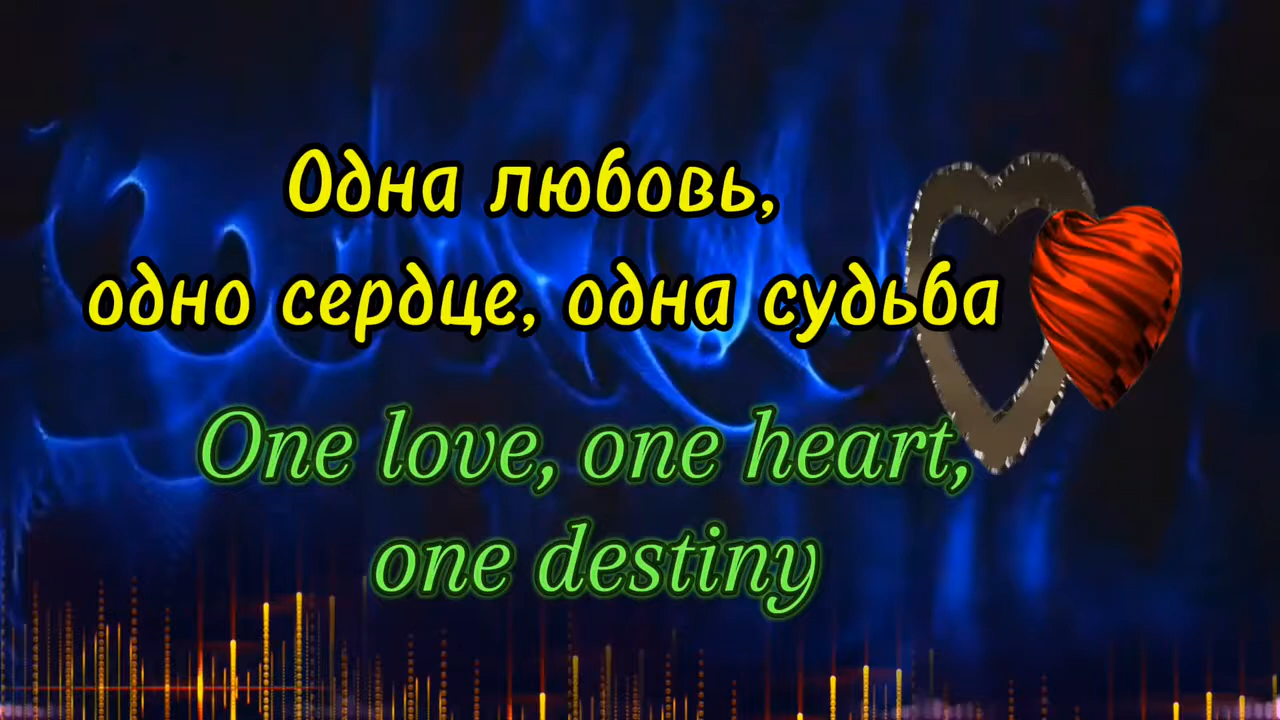 Одна любовь,
одно сердце, одна судьба
One love, one heart,
one destiny